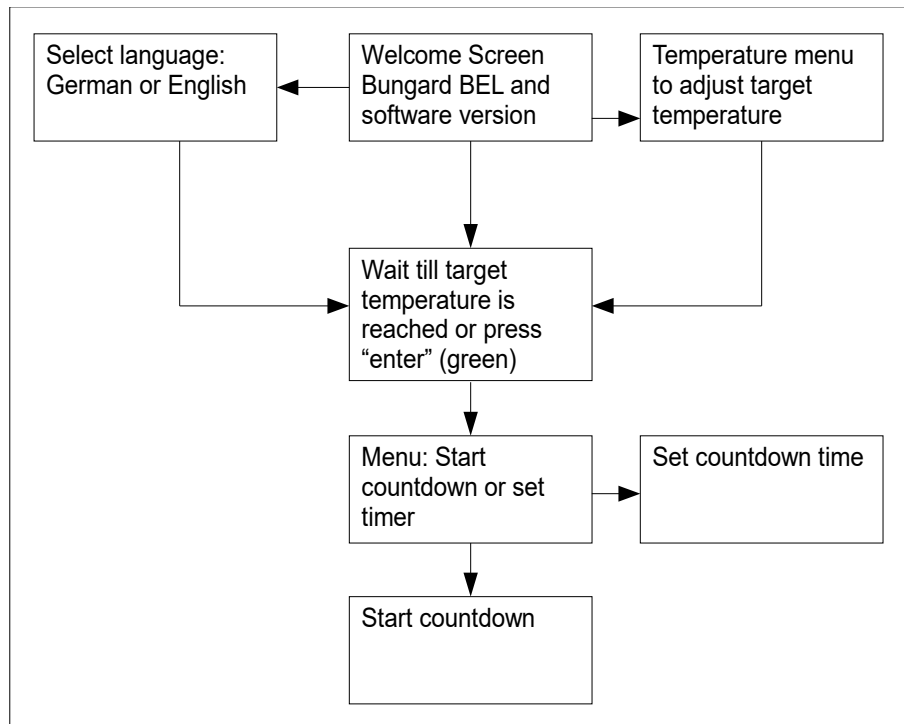 Select language:
German or English
Welcome Screen
Bungard BEL and
software version
Temperature menu
to adjust target
temperature
Wait till target
temperature is
reached or press
“enter” (green)
Menu: Start
countdown or set
timer
Set countdown time
Start countdown